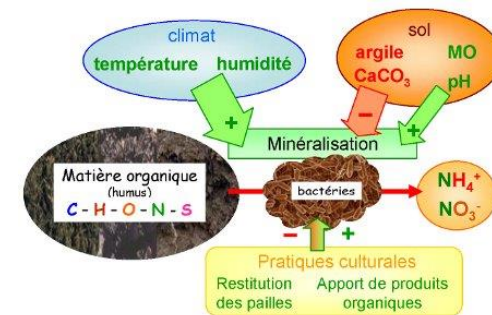 climat
température humidité
sol
argile MO
CaCO₃ pH
+
−
+
Minéralisation
Matière organique
(humus)
C - H - O - N - S
bactéries
NH₄⁺
NO₃⁻
− +
Pratiques culturales
Restitution Apport de produits
des pailles organiques